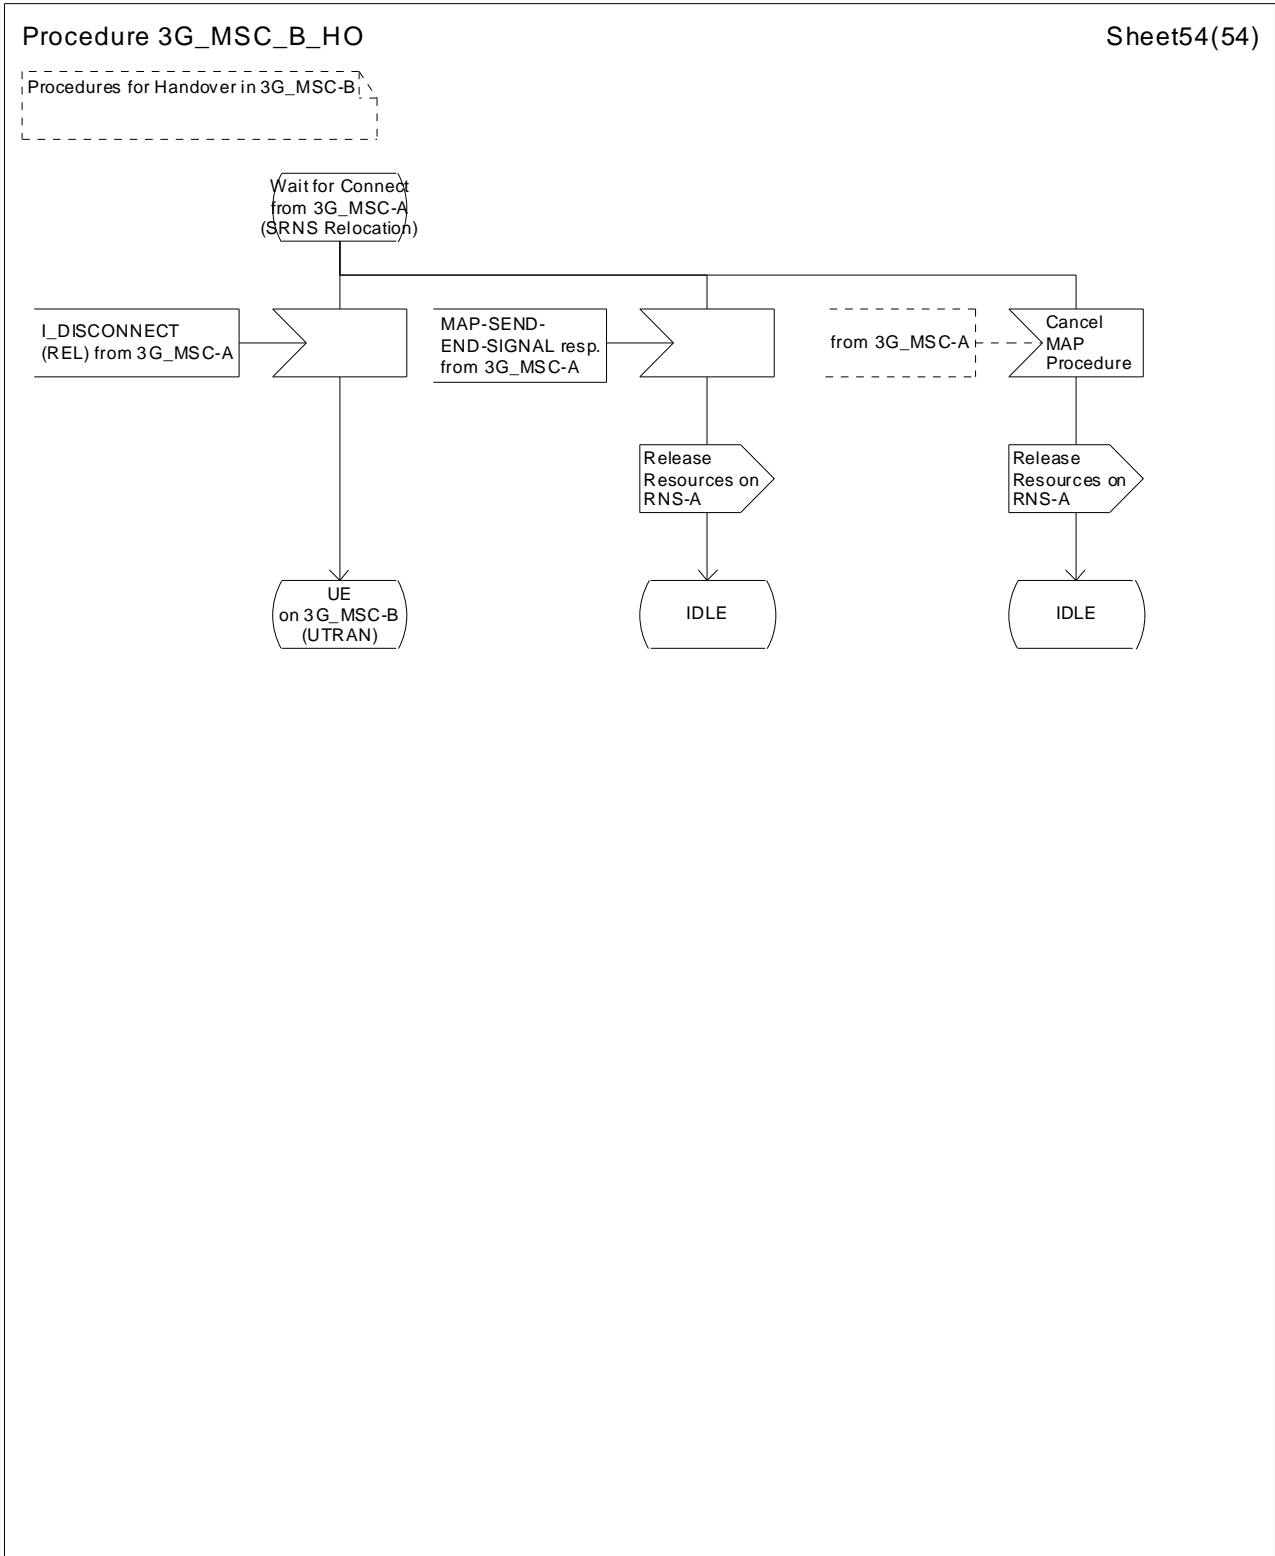 Procedure 3G_MSC_B_HO
Sheet54(54)
Procedures for Handover in 3G_MSC-B
Wait for Connect
from 3G_MSC-A
(SRNS Relocation)
I_DISCONNECT
(REL) from 3G_MSC-A
MAP-SEND-
END-SIGNAL resp.
from 3G_MSC-A
from 3G_MSC-A
Cancel
MAP
Procedure
Release
Resources on
RNS-A
Release
Resources on
RNS-A
UE
on 3G_MSC-B
(UTRAN)
IDLE
IDLE